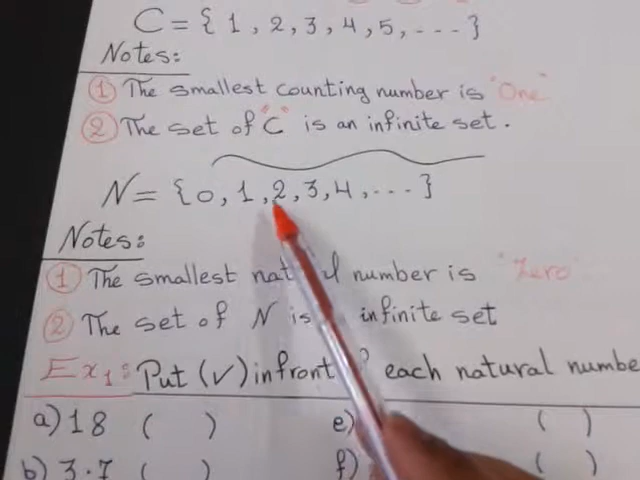 C = { 1 , 2 , 3 , 4 , 5 , . . . . }
Notes:
① The smallest counting number is "One"
② The set of "C" is an infinite set .
N = { 0 , 1 , 2 , 3 , 4 , . . . . }
Notes:
① The smallest number is "Zero"
② The set of N is infinite set
Ex1: Put (√) infront each natural
a) 18 ( ) e) ( )
b) 3.7 ( ) f) ( )